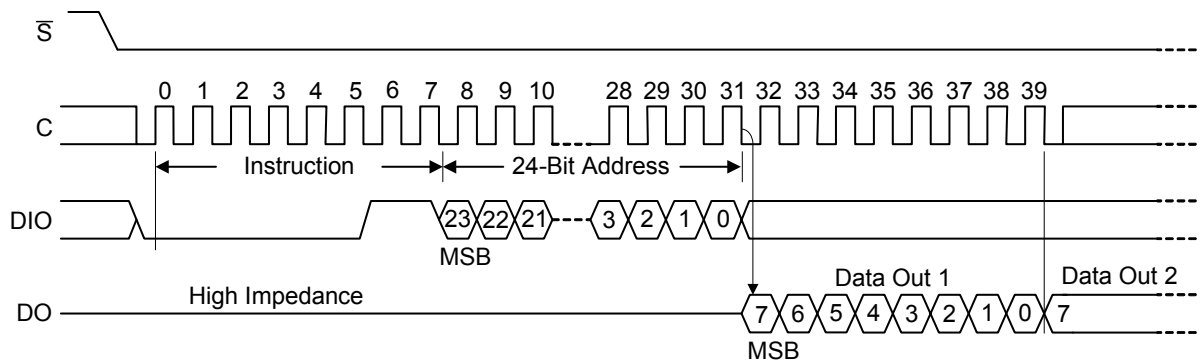 S
0 1 2 3 4 5 6 7 8 9 10 28 29 30 31 32 33 34 35 36 37 38 39
C
Instruction 24-Bit Address
DIO 23 22 21 3 2 1 0
MSB
Data Out 1 Data Out 2
High Impedance
DO 7 6 5 4 3 2 1 0 7
MSB